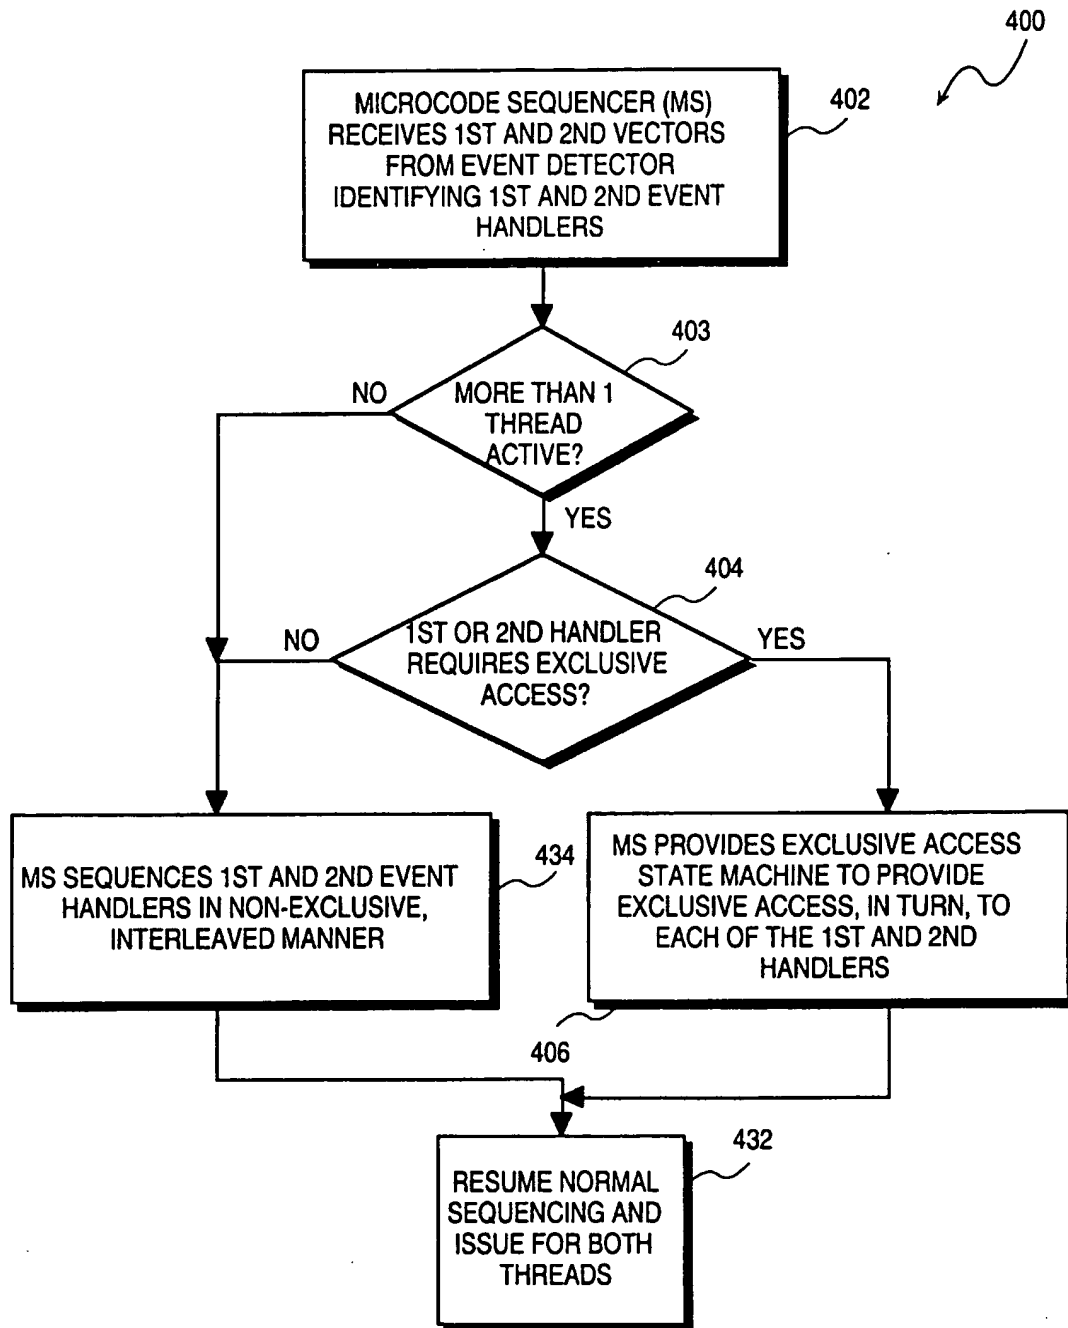 400
MICROCODE SEQUENCER (MS)
RECEIVES 1ST AND 2ND VECTORS
FROM EVENT DETECTOR
IDENTIFYING 1ST AND 2ND EVENT
HANDLERS
402
403
NO
MORE THAN 1
THREAD
ACTIVE?
YES
404
NO
1ST OR 2ND HANDLER
REQUIRES EXCLUSIVE
ACCESS?
YES
MS SEQUENCES 1ST AND 2ND EVENT
HANDLERS IN NON-EXCLUSIVE,
INTERLEAVED MANNER
434
MS PROVIDES EXCLUSIVE ACCESS
STATE MACHINE TO PROVIDE
EXCLUSIVE ACCESS, IN TURN, TO
EACH OF THE 1ST AND 2ND
HANDLERS
406
432
RESUME NORMAL
SEQUENCING AND
ISSUE FOR BOTH
THREADS